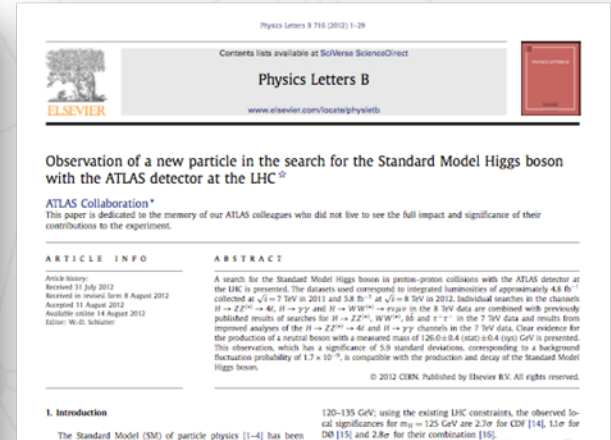 Physics Letters B 716 (2012) 1–29
Contents lists available at SciVerse ScienceDirect
Physics Letters B
www.elsevier.com/locate/physletb
ELSEVIER
PHYSICS LETTERS B
Observation of a new particle in the search for the Standard Model Higgs boson
with the ATLAS detector at the LHC ☆
ATLAS Collaboration*
This paper is dedicated to the memory of our ATLAS colleagues who did not live to see the full impact and significance of their
contributions to the experiment.
ARTICLE INFO
Article history:
Received 31 July 2012
Received in revised form 8 August 2012
Accepted 11 August 2012
Available online 14 August 2012
Editor: W.-D. Schlatter
ABSTRACT
A search for the Standard Model Higgs boson in proton–proton collisions with the ATLAS detector at
the LHC is presented. The datasets used correspond to integrated luminosities of approximately 4.8 fb⁻¹
collected at √s = 7 TeV in 2011 and 5.8 fb⁻¹ at √s = 8 TeV in 2012. Individual searches in the channels
H → ZZ(*) → 4ℓ, H → γγ and H → WW(*) → eνμν in the 8 TeV data are combined with previously
published results of searches for H → ZZ(*), WW(*), bb̄ and τ⁺τ⁻ in the 7 TeV data and results from
improved analyses of the H → ZZ(*) → 4ℓ and H → γγ channels in the 7 TeV data. Clear evidence for
the production of a neutral boson with a measured mass of 126.0 ± 0.4 (stat) ± 0.4 (sys) GeV is presented.
This observation, which has a significance of 5.9 standard deviations, corresponding to a background
fluctuation probability of 1.7 × 10⁻⁹, is compatible with the production and decay of the Standard Model
Higgs boson.
© 2012 CERN. Published by Elsevier B.V. All rights reserved.
1. Introduction
The Standard Model (SM) of particle physics [1–4] has been
120–135 GeV; using the existing LHC constraints, the observed lo-
cal significances for mH = 125 GeV are 2.7σ for CDF [14], 1.1σ for
DØ [15] and 2.8σ for their combination [16].